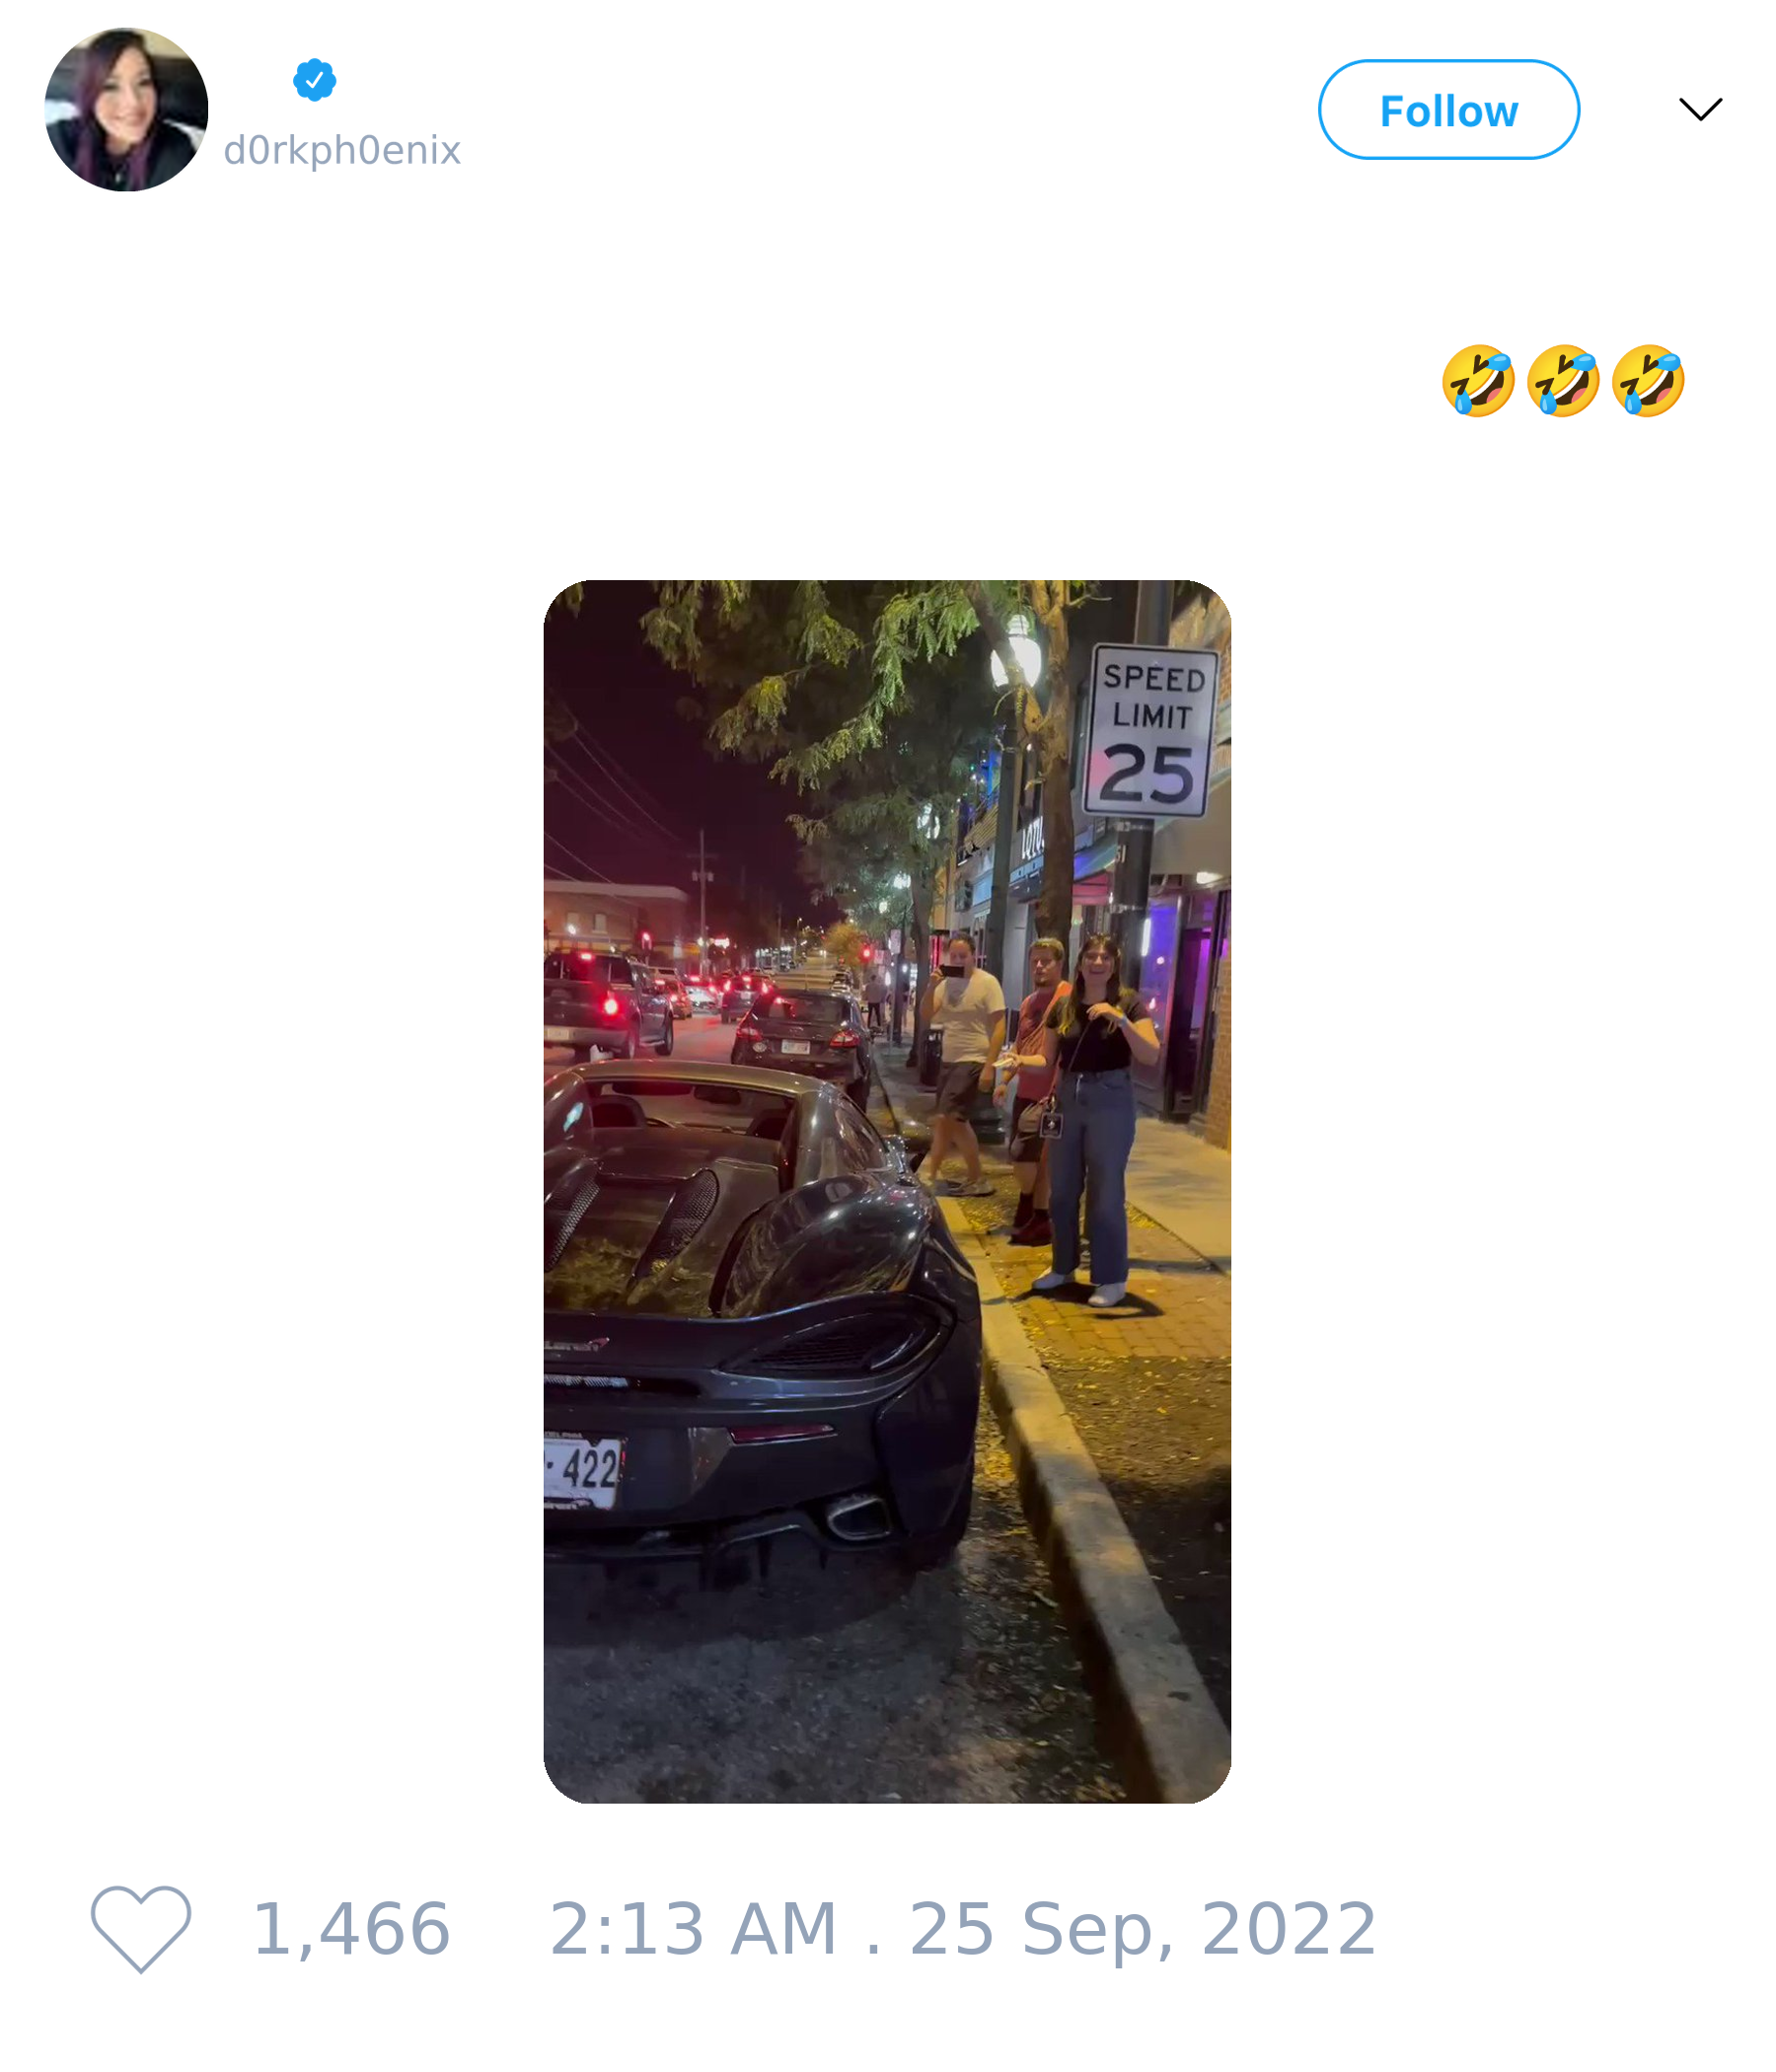 d0rkph0enix
Follow
🤣🤣🤣
SPEED
LIMIT
25
422
1,466 2:13 AM . 25 Sep, 2022